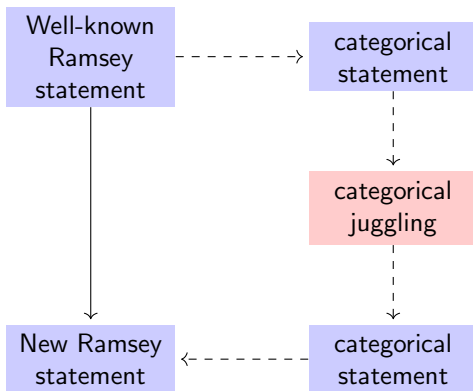 Well-known
Ramsey
statement
categorical
statement
categorical
juggling
New Ramsey
statement
categorical
statement